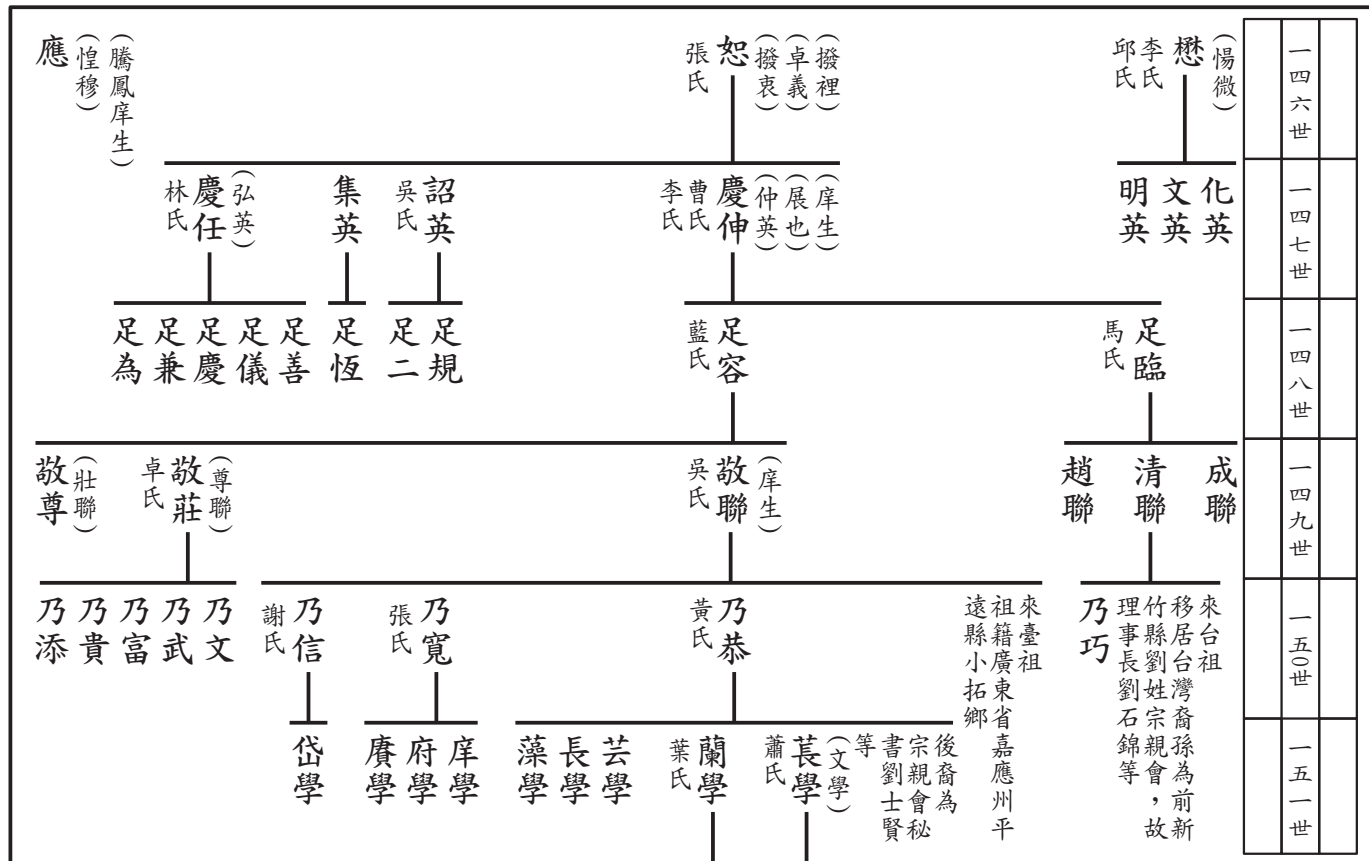 一四六世
(愓微)
懋
李氏
邱氏
(撥裡)
(卓義)
恕
(撥衷)
張氏
(騰鳳庠生)
(惶穆)
應
一四七世
化英
文英
明英
(庠生)
(展也)
(仲英)
慶伸
曹氏
李氏
詔英
吳氏
集英
(弘英)
慶任
林氏
一四八世
足臨
馬氏
足容
藍氏
足規
足二
足恆
足善
足儀
足慶
足兼
足為
一四九世
成聯
清聯
趙聯
(庠生)
敬聯
吳氏
(尊聯)
敬莊
卓氏
(壯聯)
敬尊
一五○世
來台祖
移居台灣裔孫為前新
竹縣劉姓宗親會，故
理事長劉石錦等
乃巧
來臺祖
祖籍廣東省嘉應州平
遠縣小拓鄉
乃恭
黃氏
乃寬
張氏
乃信
謝氏
乃文
乃武
乃富
乃貴
乃添
一五一世
後裔為
宗親會秘
書劉士賢
等
(文學)
萇學
蕭氏
蘭學
葉氏
芸學
長學
藻學
庠學
府學
賡學
岱學